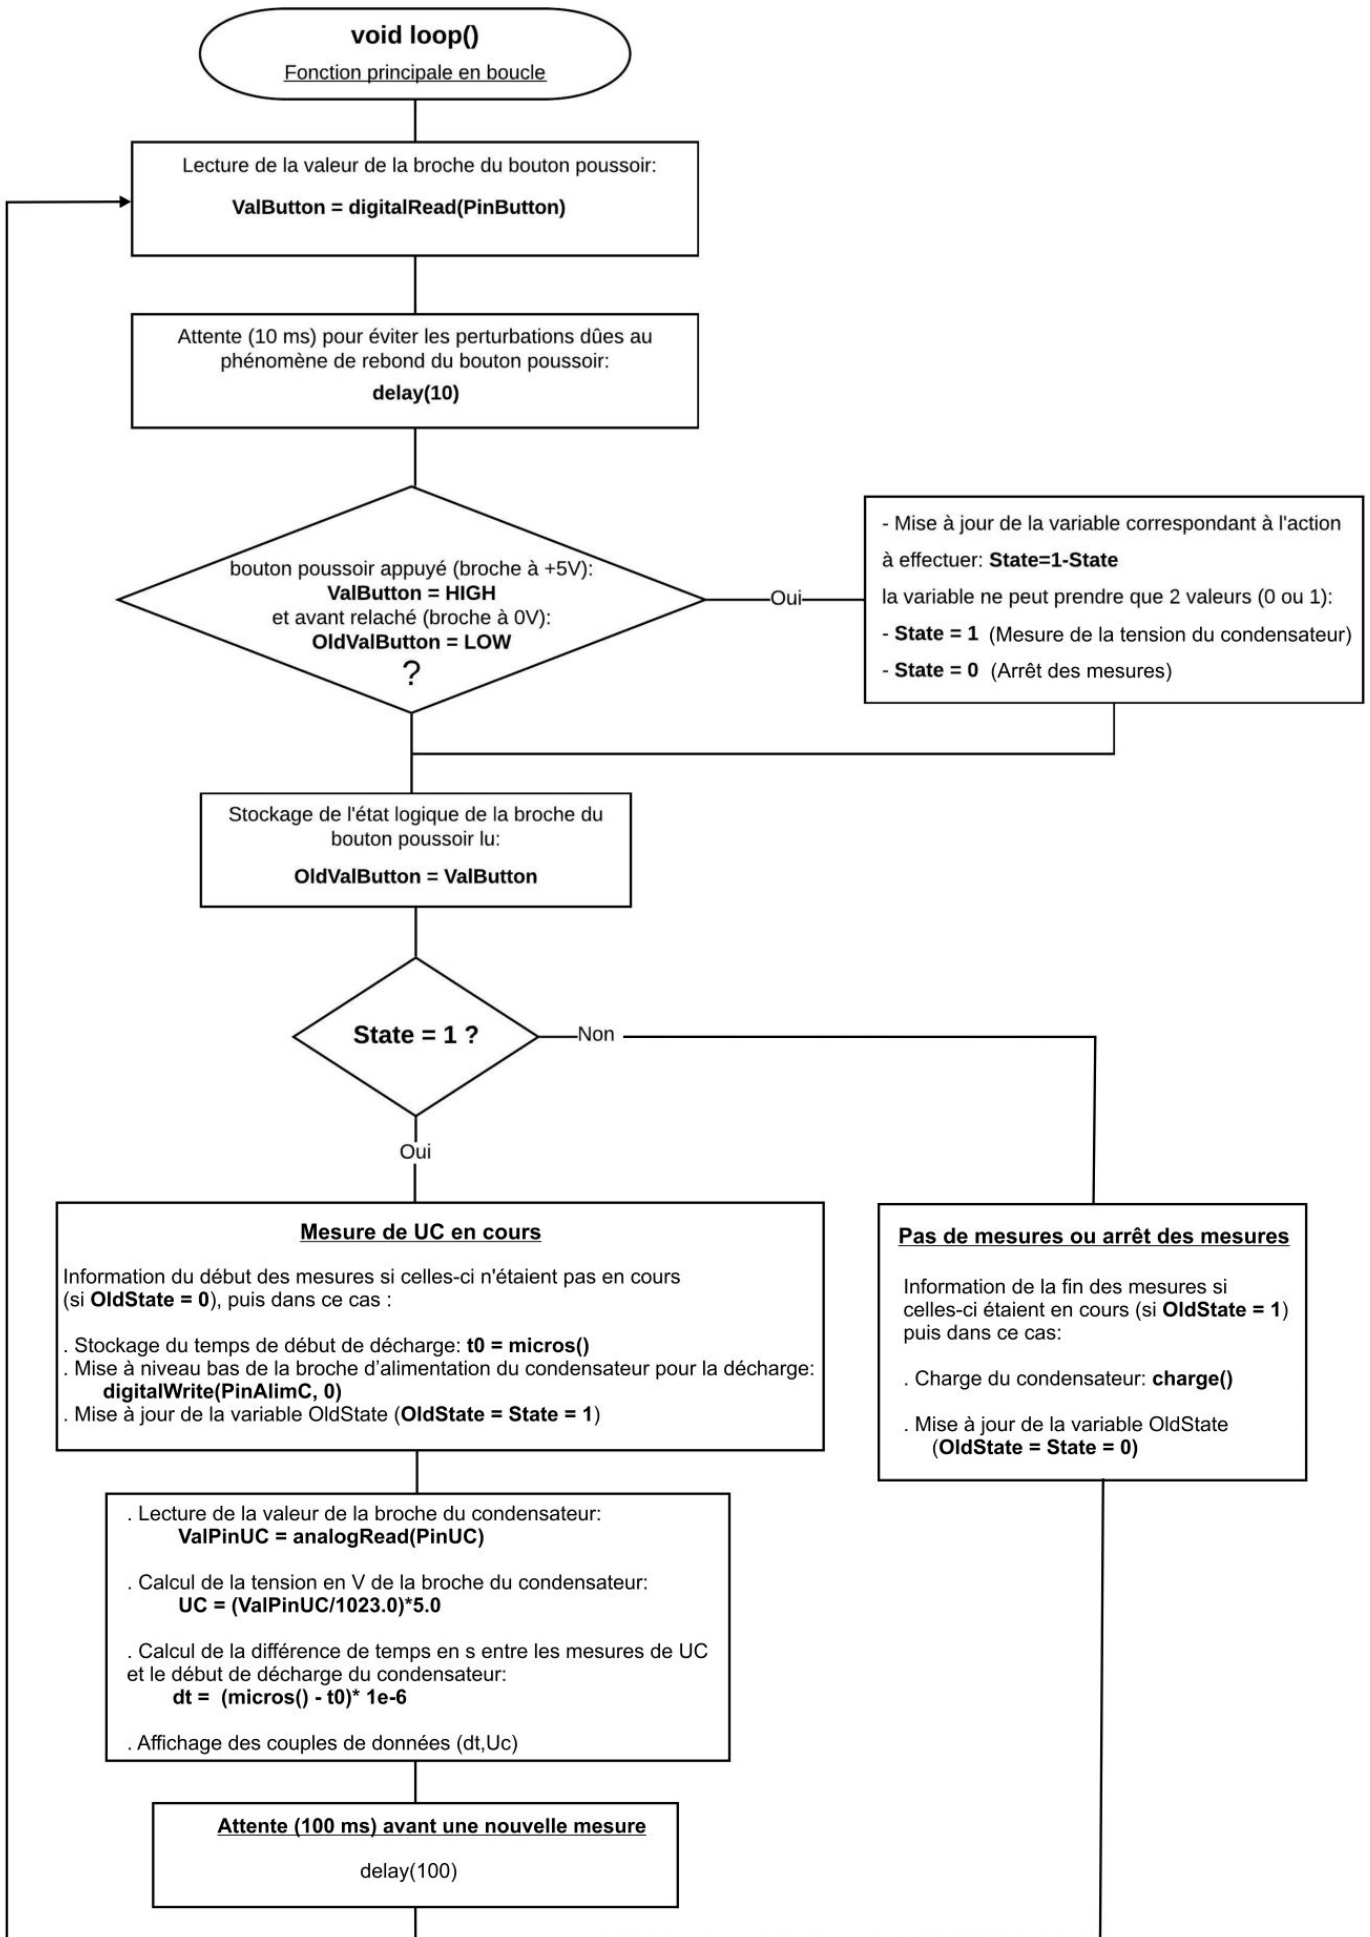 void loop()
Fonction principale en boucle
Lecture de la valeur de la broche du bouton poussoir:
ValButton = digitalRead(PinButton)
Attente (10 ms) pour éviter les perturbations dûes au
phénomène de rebond du bouton poussoir:
delay(10)
bouton poussoir appuyé (broche à +5V):
ValButton = HIGH
et avant relaché (broche à 0V):
OldValButton = LOW
?
Oui
- Mise à jour de la variable correspondant à l'action
à effectuer: State=1-State
la variable ne peut prendre que 2 valeurs (0 ou 1):
- State = 1 (Mesure de la tension du condensateur)
- State = 0 (Arrêt des mesures)
Stockage de l'état logique de la broche du
bouton poussoir lu:
OldValButton = ValButton
State = 1 ?
Non
Oui
Mesure de UC en cours
Information du début des mesures si celles-ci n'étaient pas en cours
(si OldState = 0), puis dans ce cas :
. Stockage du temps de début de décharge: t0 = micros()
. Mise à niveau bas de la broche d’alimentation du condensateur pour la décharge:
digitalWrite(PinAlimC, 0)
. Mise à jour de la variable OldState (OldState = State = 1)
Pas de mesures ou arrêt des mesures
Information de la fin des mesures si
celles-ci étaient en cours (si OldState = 1)
puis dans ce cas:
. Charge du condensateur: charge()
. Mise à jour de la variable OldState
(OldState = State = 0)
. Lecture de la valeur de la broche du condensateur:
ValPinUC = analogRead(PinUC)
. Calcul de la tension en V de la broche du condensateur:
UC = (ValPinUC/1023.0)*5.0
. Calcul de la différence de temps en s entre les mesures de UC
et le début de décharge du condensateur:
dt = (micros() - t0)* 1e-6
. Affichage des couples de données (dt,Uc)
Attente (100 ms) avant une nouvelle mesure
delay(100)